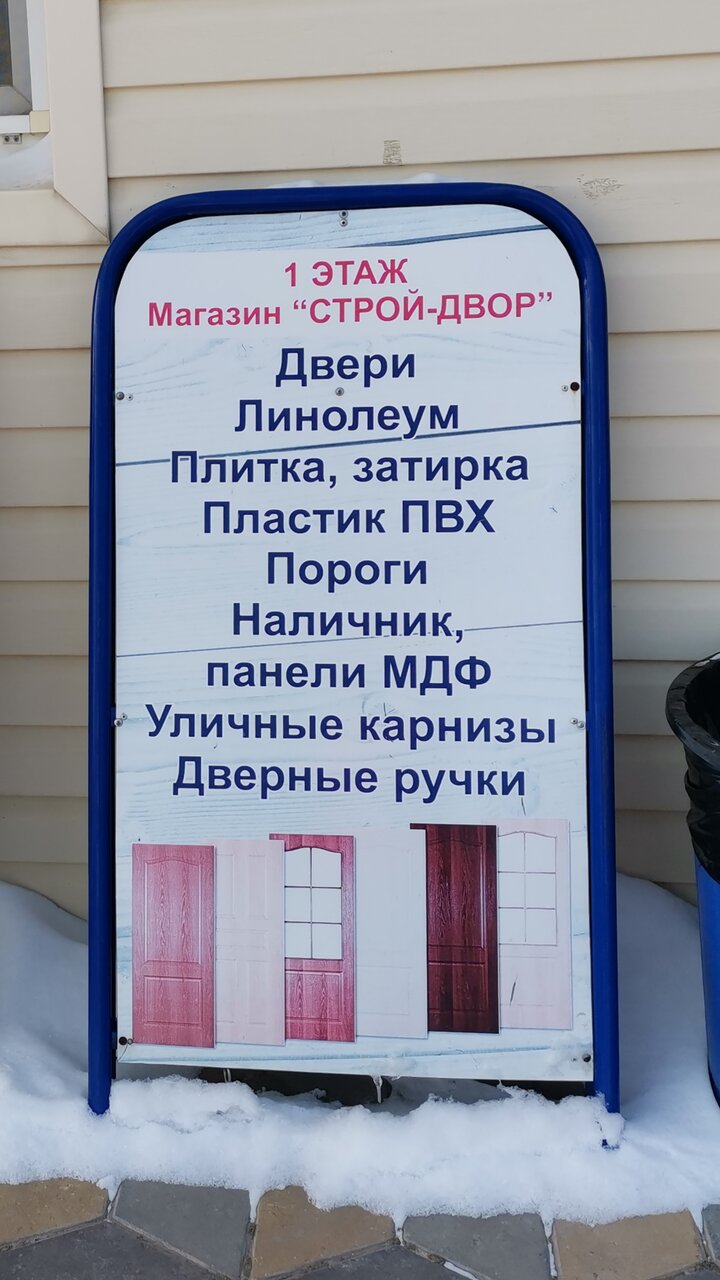 1 ЭТАЖ
Магазин “СТРОЙ-ДВОР”
Двери
Линолеум
Плитка, затирка
Пластик ПВХ
Пороги
Наличник,
панели МДФ
Уличные карнизы
Дверные ручки